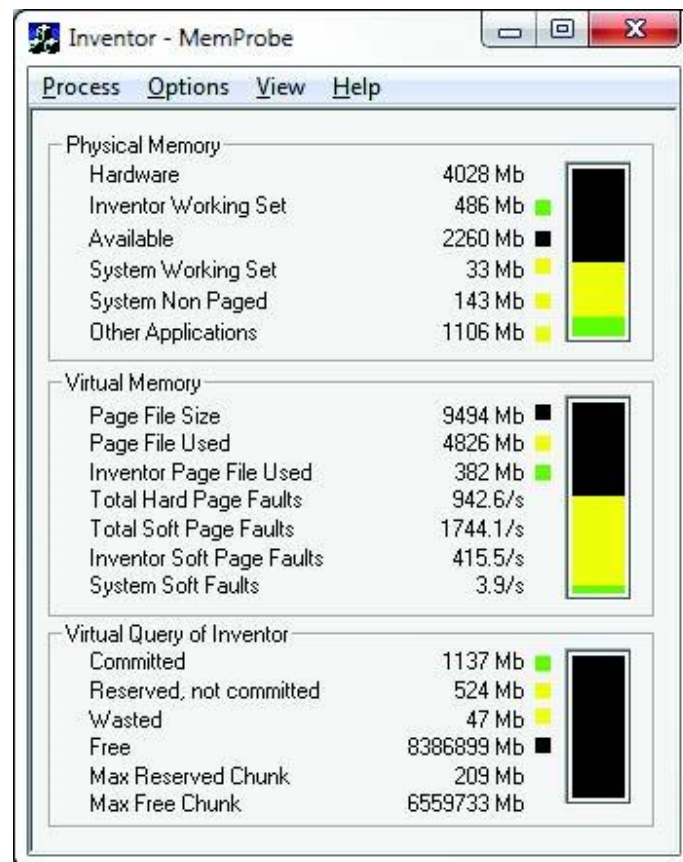 Inventor - MemProbe
Process Options View Help
Physical Memory
Hardware 4028 Mb
Inventor Working Set 486 Mb
Available 2260 Mb
System Working Set 33 Mb
System Non Paged 143 Mb
Other Applications 1106 Mb
Virtual Memory
Page File Size 9494 Mb
Page File Used 4826 Mb
Inventor Page File Used 382 Mb
Total Hard Page Faults 942.6/s
Total Soft Page Faults 1744.1/s
Inventor Soft Page Faults 415.5/s
System Soft Faults 3.9/s
Virtual Query of Inventor
Committed 1137 Mb
Reserved, not committed 524 Mb
Wasted 47 Mb
Free 8386899 Mb
Max Reserved Chunk 209 Mb
Max Free Chunk 6559733 Mb